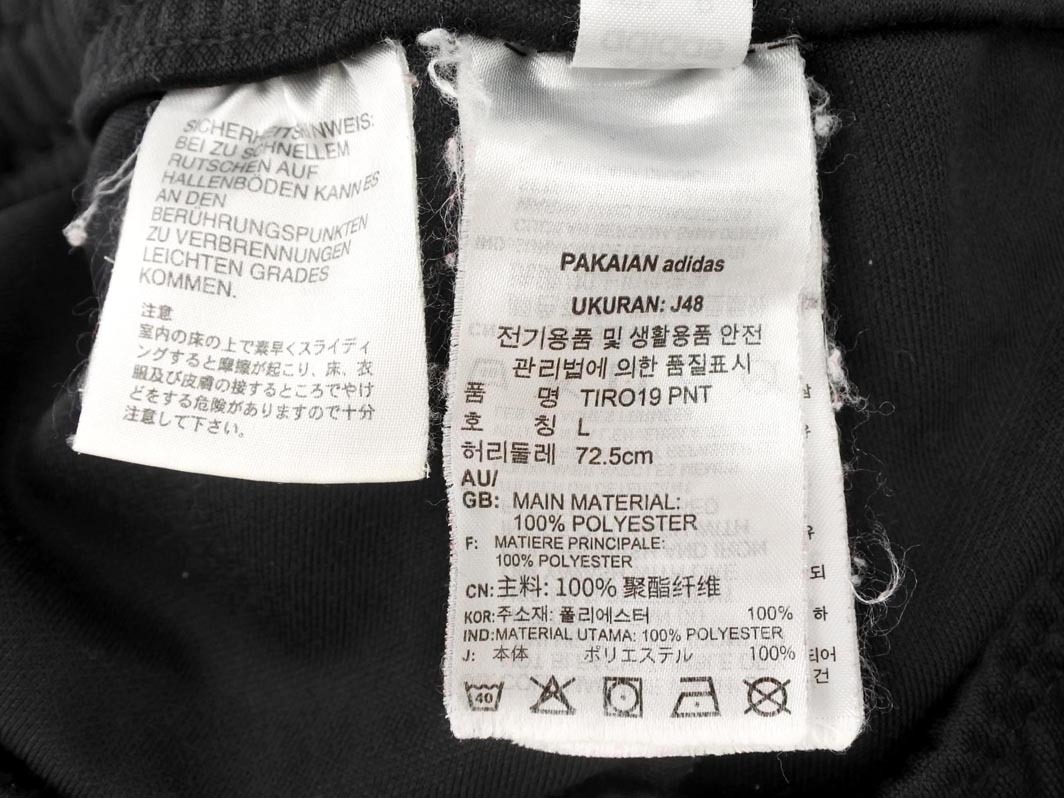 SICHERHEITSHINWEIS:
BEI ZU SCHNELLEM
RUTSCHEN AUF
HALLENBÖDEN KANN ES
AN DEN
BERÜHRUNGSPUNKTEN
ZU VERBRENNUNGEN
LEICHTEN GRADES
KOMMEN.
注意
室内の床の上で素早くスライディ
ングすると摩擦が起こり、床、衣
服及び皮膚の接するところでやけ
どをする危険がありますので十分
注意して下さい。
adidas
PAKAIAN adidas
UKURAN: J48
전기용품 및 생활용품 안전
관리법에 의한 품질표시
품 명 TIRO19 PNT
호 칭 L
허리둘레 72.5cm
AU/
GB: MAIN MATERIAL:
100% POLYESTER
F: MATIERE PRINCIPALE:
100% POLYESTER
CN: 主料: 100% 聚酯纤维
KOR: 주소재: 폴리에스터 100%
IND: MATERIAL UTAMA: 100% POLYESTER
J: 本体 ポリエステル 100%
40
되
하
되어
건